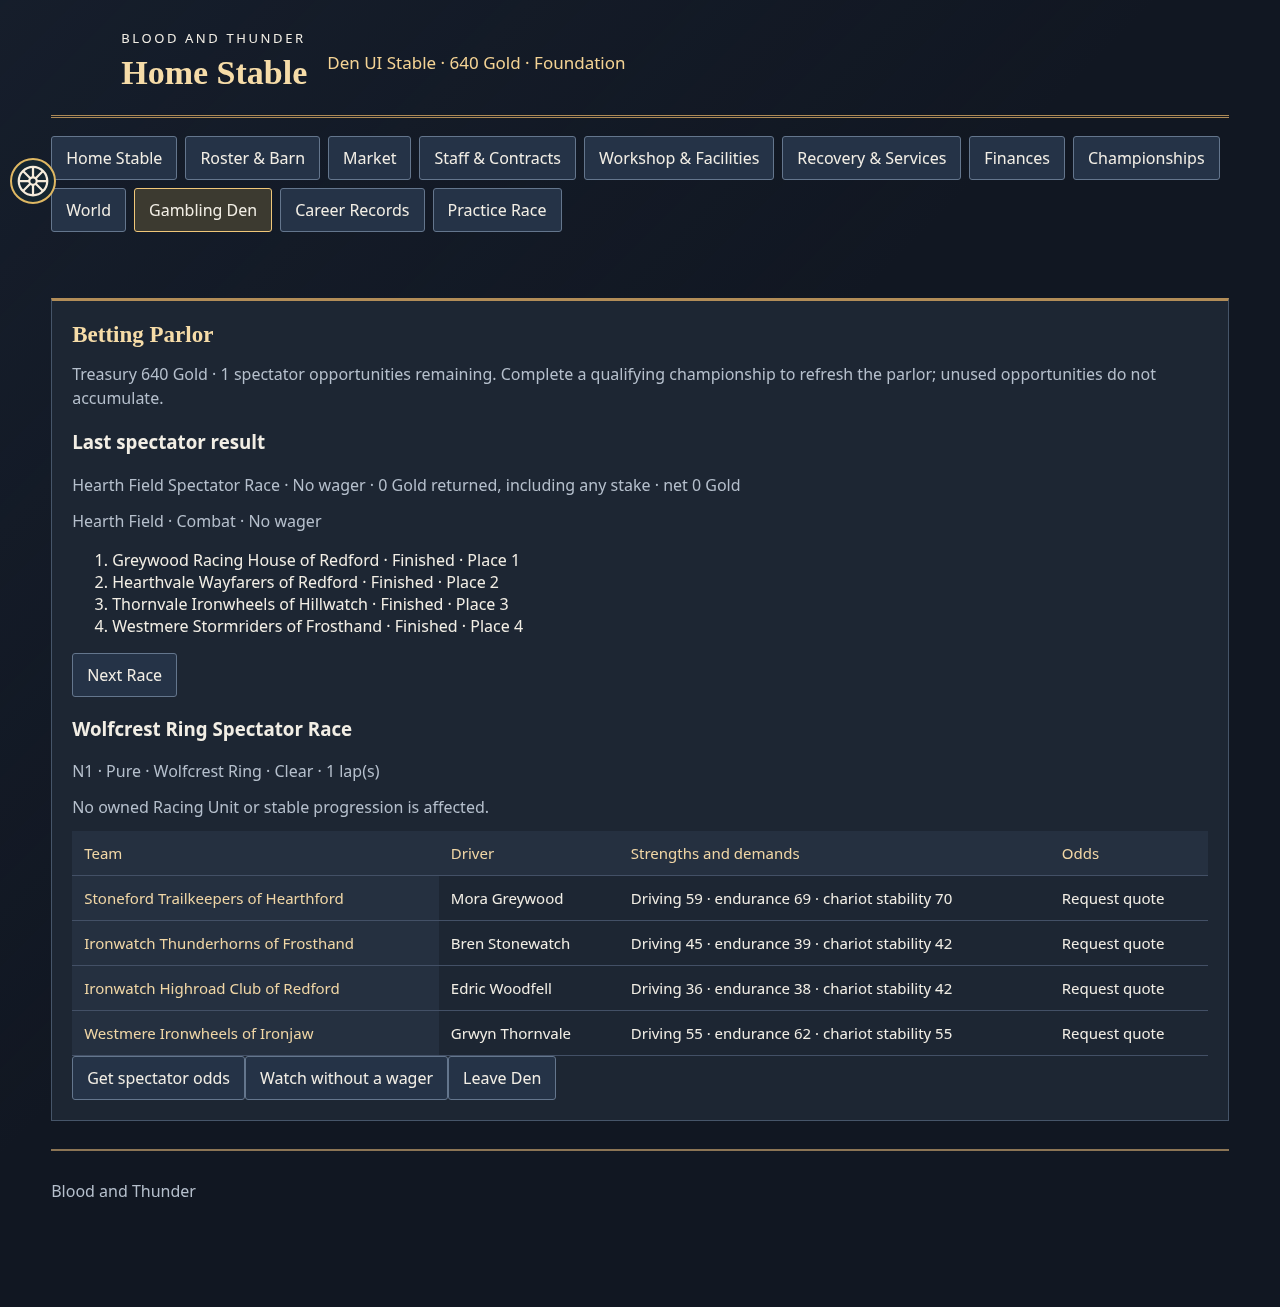 BLOOD AND THUNDER
Home Stable
Den UI Stable · 640 Gold · Foundation
Home Stable
Roster & Barn
Market
Staff & Contracts
Workshop & Facilities
Recovery & Services
Finances
Championships
World
Gambling Den
Career Records
Practice Race
Betting Parlor
Treasury 640 Gold · 1 spectator opportunities remaining. Complete a qualifying championship to refresh the parlor; unused opportunities do not
accumulate.
Last spectator result
Hearth Field Spectator Race · No wager · 0 Gold returned, including any stake · net 0 Gold
Hearth Field · Combat · No wager
1. Greywood Racing House of Redford · Finished · Place 1
2. Hearthvale Wayfarers of Redford · Finished · Place 2
3. Thornvale Ironwheels of Hillwatch · Finished · Place 3
4. Westmere Stormriders of Frosthand · Finished · Place 4
Next Race
Wolfcrest Ring Spectator Race
N1 · Pure · Wolfcrest Ring · Clear · 1 lap(s)
No owned Racing Unit or stable progression is affected.
Team Driver Strengths and demands Odds
Stoneford Trailkeepers of Hearthford Mora Greywood Driving 59 · endurance 69 · chariot stability 70 Request quote
Ironwatch Thunderhorns of Frosthand Bren Stonewatch Driving 45 · endurance 39 · chariot stability 42 Request quote
Ironwatch Highroad Club of Redford Edric Woodfell Driving 36 · endurance 38 · chariot stability 42 Request quote
Westmere Ironwheels of Ironjaw Grwyn Thornvale Driving 55 · endurance 62 · chariot stability 55 Request quote
Get spectator odds
Watch without a wager
Leave Den
Blood and Thunder